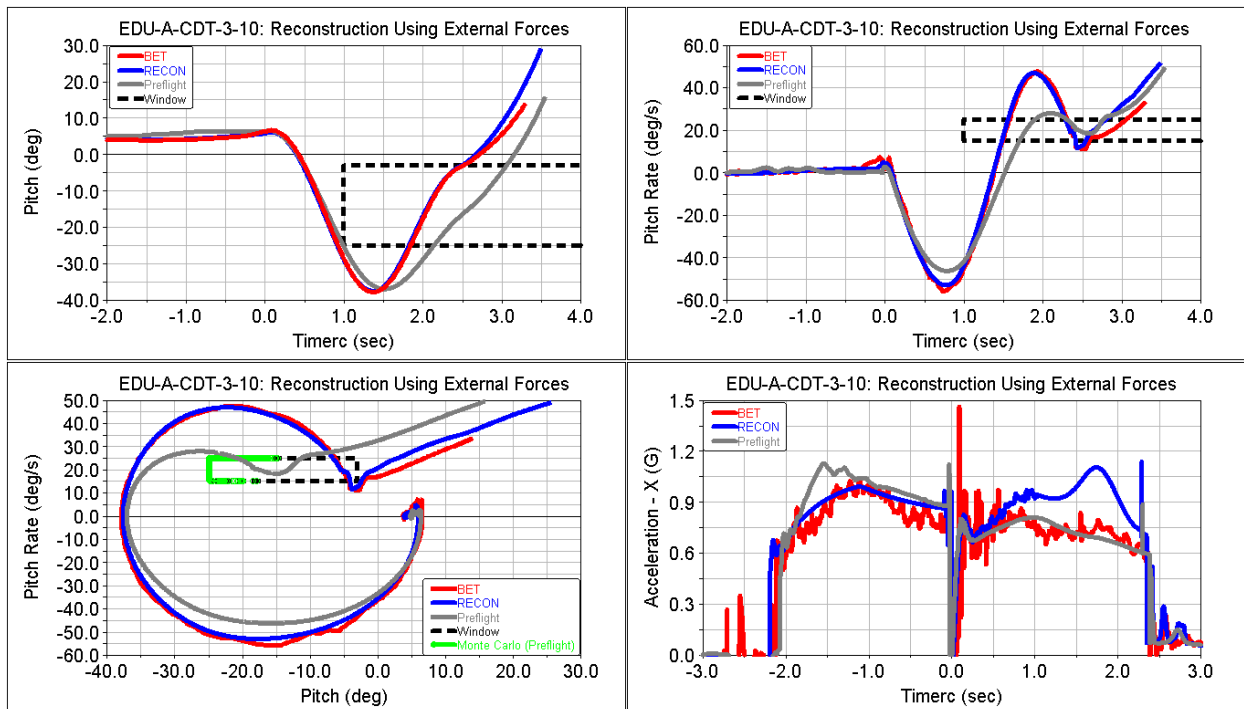 EDU-A-CDT-3-10: Reconstruction Using External Forces
BET
RECON
Preflight
Window
Pitch (deg)
30.0
20.0
10.0
0.0
-10.0
-20.0
-30.0
-40.0
-2.0 -1.0 0.0 1.0 2.0 3.0 4.0
Timerc (sec)
EDU-A-CDT-3-10: Reconstruction Using External Forces
BET
RECON
Preflight
Window
Pitch Rate (deg/s)
60.0
40.0
20.0
0.0
-20.0
-40.0
-60.0
-2.0 -1.0 0.0 1.0 2.0 3.0 4.0
Timerc (sec)
EDU-A-CDT-3-10: Reconstruction Using External Forces
Pitch Rate (deg/s)
50.0
40.0
30.0
20.0
10.0
0.0
-10.0
-20.0
-30.0
-40.0
-50.0
-60.0
BET
RECON
Preflight
Window
Monte Carlo (Preflight)
-40.0 -30.0 -20.0 -10.0 0.0 10.0 20.0 30.0
Pitch (deg)
EDU-A-CDT-3-10: Reconstruction Using External Forces
BET
RECON
Preflight
Acceleration - X (G)
1.5
1.2
0.9
0.6
0.3
0.0
-3.0 -2.0 -1.0 0.0 1.0 2.0 3.0
Timerc (sec)